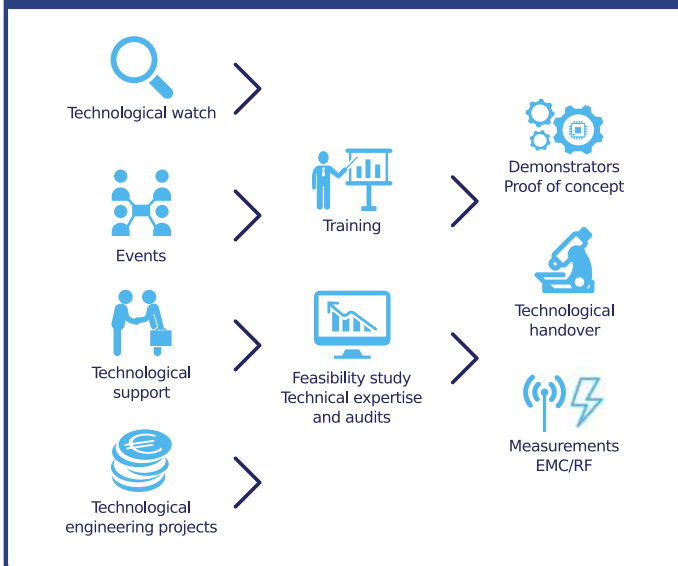 Technological watch
Events
Technological
support
Technological
engineering projects
Training
Feasibility study
Technical expertise
and audits
Demonstrators
Proof of concept
Technological
handover
Measurements
EMC/RF